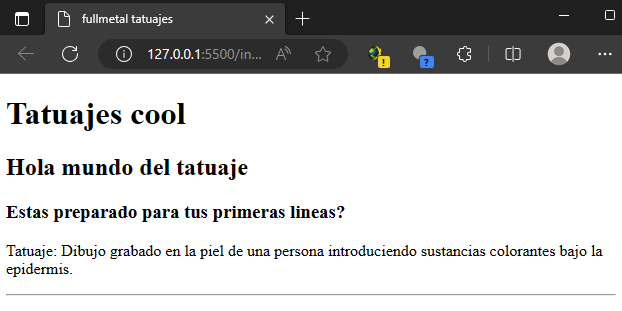 fullmetal tatuajes
127.0.0.1:5500/in...
Tatuajes cool
Hola mundo del tatuaje
Estas preparado para tus primeras lineas?
Tatuaje: Dibujo grabado en la piel de una persona introduciendo sustancias colorantes bajo la
epidermis.